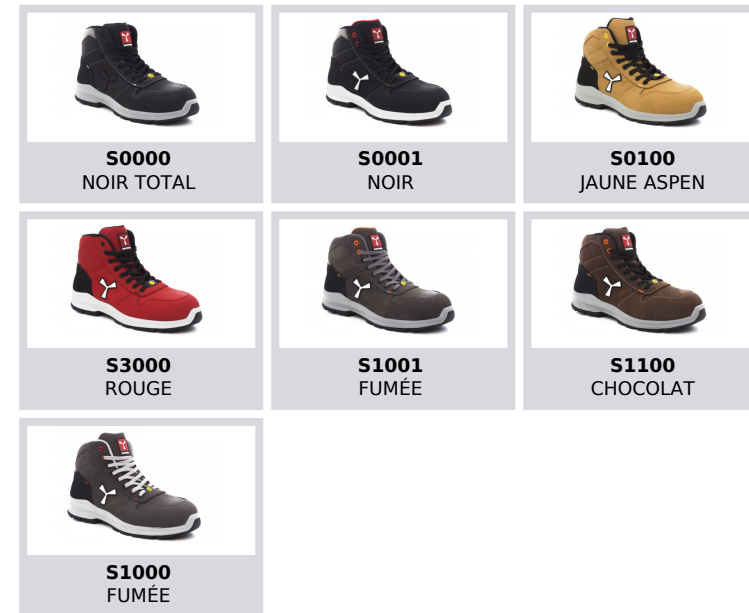 S0000
NOIR TOTAL
S0001
NOIR
S0100
JAUNE ASPEN
S3000
ROUGE
S1001
FUMÉE
S1100
CHOCOLAT
S1000
FUMÉE